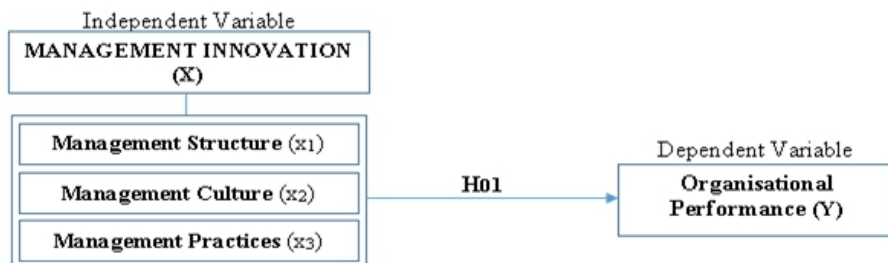 Independent Variable
MANAGEMENT INNOVATION
(X)
Management Structure (x1)
Management Culture (x2)
Management Practices (x3)
H01
Dependent Variable
Organisational
Performance (Y)